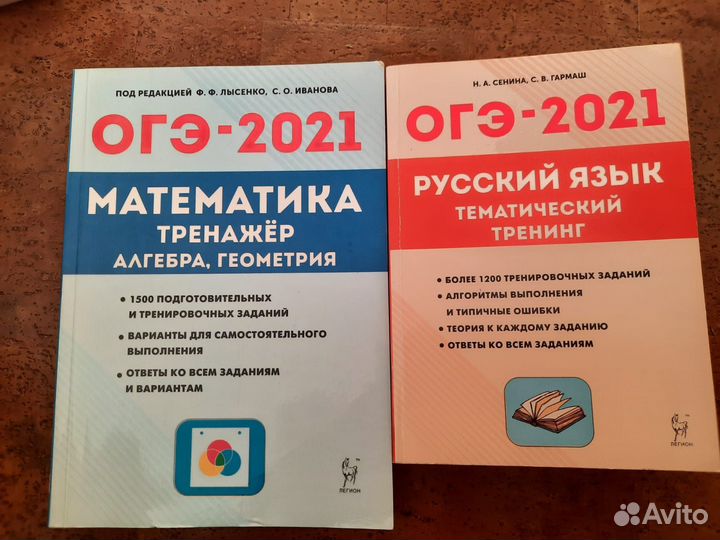 ПОД РЕДАКЦИЕЙ Ф. Ф. ЛЫСЕНКО, С. О. ИВАНОВА
ОГЭ-2021
МАТЕМАТИКА
ТРЕНАЖЁР
АЛГЕБРА, ГЕОМЕТРИЯ
• 1500 ПОДГОТОВИТЕЛЬНЫХ
И ТРЕНИРОВОЧНЫХ ЗАДАНИЙ
• ВАРИАНТЫ ДЛЯ САМОСТОЯТЕЛЬНОГО
ВЫПОЛНЕНИЯ
• ОТВЕТЫ КО ВСЕМ ЗАДАНИЯМ
И ВАРИАНТАМ
ЛЕГИОН
Н. А. СЕНИНА, С. В. ГАРМАШ
ОГЭ-2021
РУССКИЙ ЯЗЫК
ТЕМАТИЧЕСКИЙ
ТРЕНИНГ
• БОЛЕЕ 1200 ТРЕНИРОВОЧНЫХ ЗАДАНИЙ
• АЛГОРИТМЫ ВЫПОЛНЕНИЯ
И ТИПИЧНЫЕ ОШИБКИ
• ТЕОРИЯ К КАЖДОМУ ЗАДАНИЮ
• ОТВЕТЫ КО ВСЕМ ЗАДАНИЯМ
ЛЕГИОН
Avito